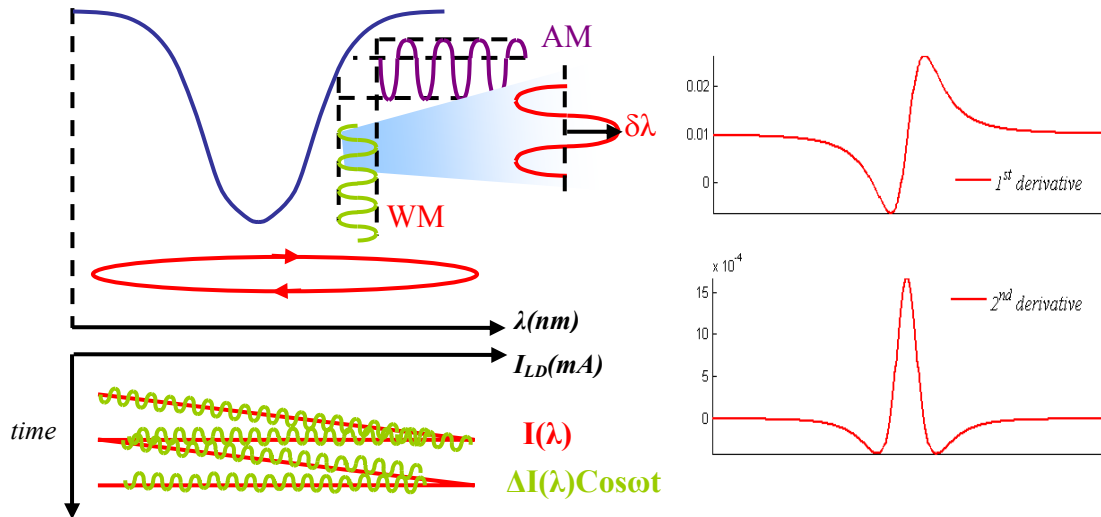 AM
δλ
WM
λ(nm)
I_LD(mA)
time
I(λ)
ΔI(λ)Cosωt
0.02
0.01
0
1st derivative
x 10^-4
15
10
5
0
2nd derivative